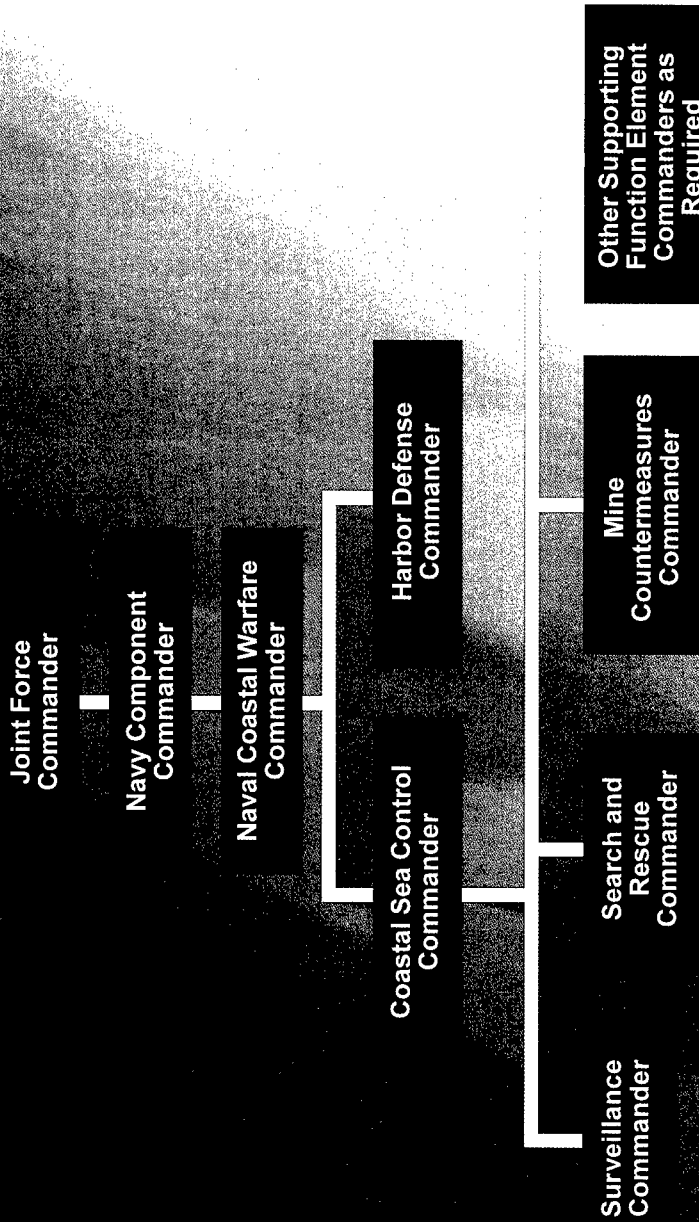 Joint Force
Commander
Navy Component
Commander
Naval Coastal Warfare
Commander
Coastal Sea Control
Commander
Harbor Defense
Commander
Surveillance
Commander
Search and
Rescue
Commander
Mine
Countermeasures
Commander
Other Supporting
Function Element
Commanders as
Required